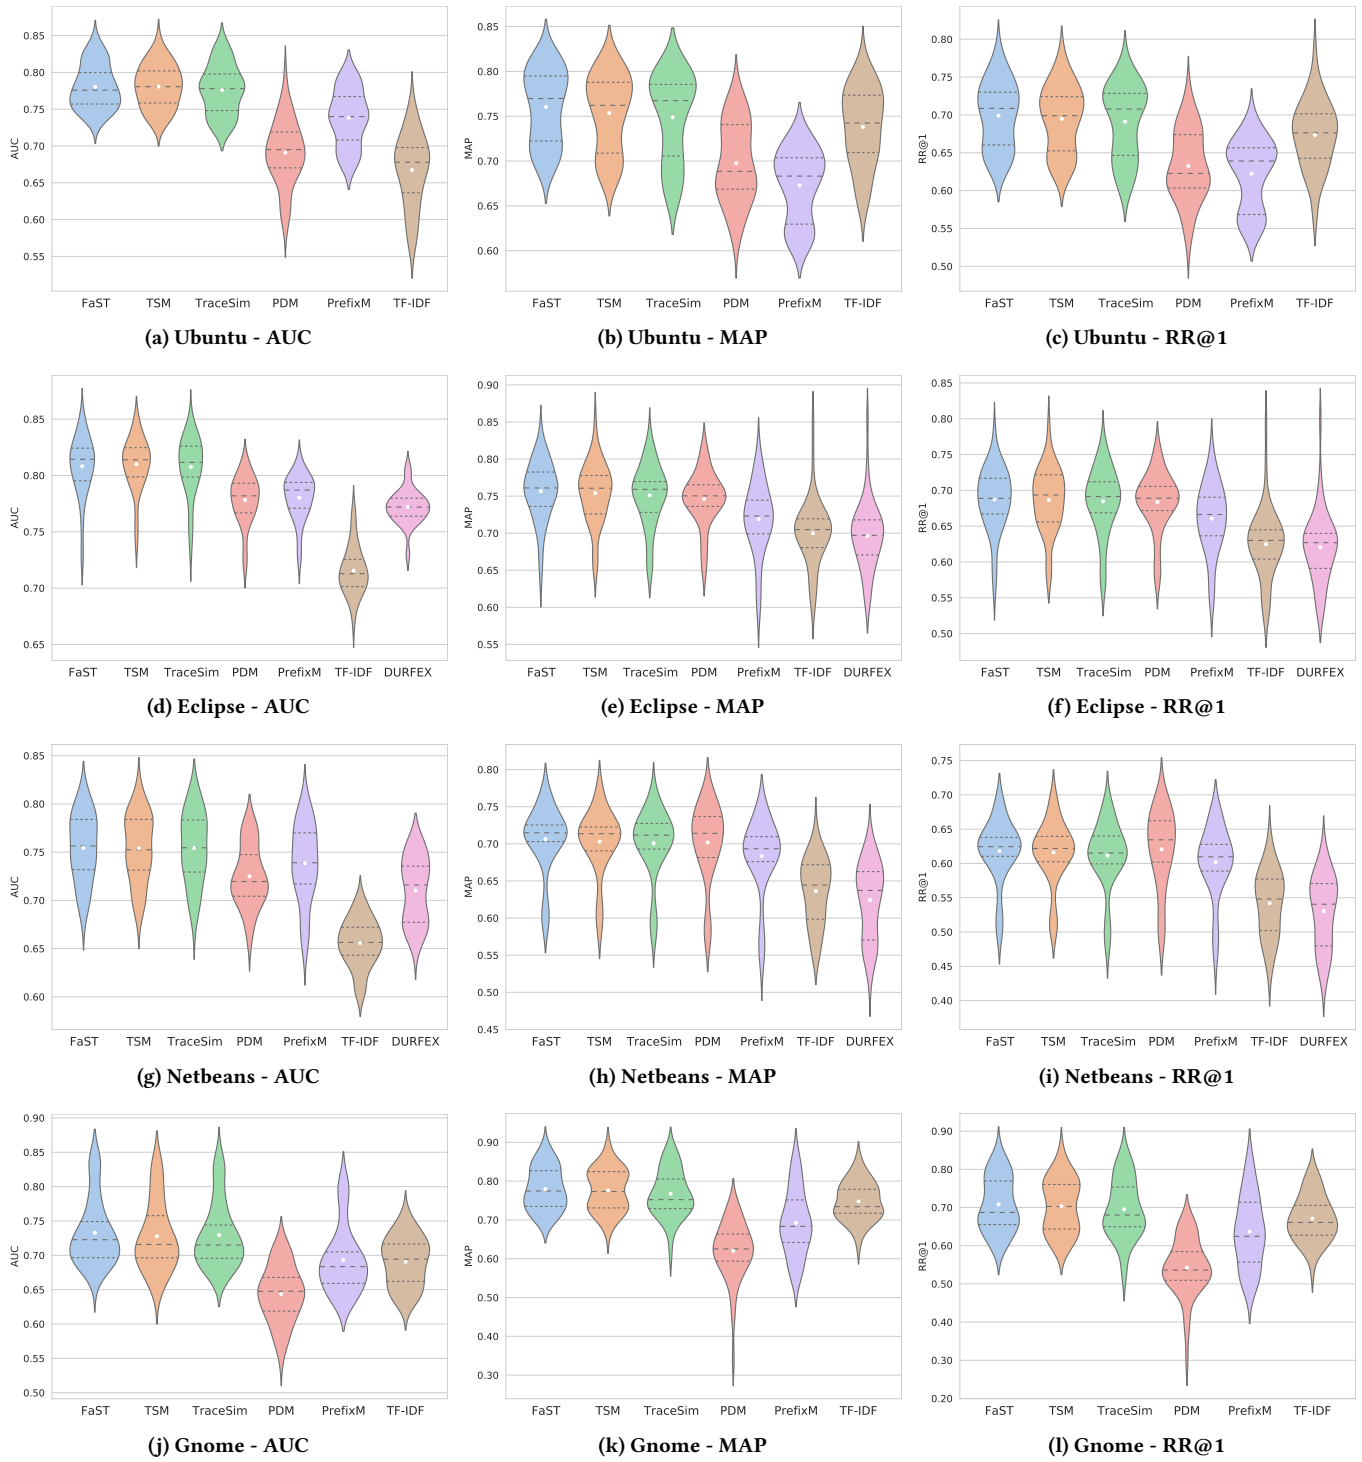 0.85
0.80
0.75
0.70
0.65
0.60
0.55
AUC
FaST TSM TraceSim PDM PrefixM TF-IDF
(a) Ubuntu - AUC
0.85
0.80
0.75
0.70
0.65
0.60
MAP
FaST TSM TraceSim PDM PrefixM TF-IDF
(b) Ubuntu - MAP
0.80
0.75
0.70
0.65
0.60
0.55
0.50
RR@1
FaST TSM TraceSim PDM PrefixM TF-IDF
(c) Ubuntu - RR@1
0.85
0.80
0.75
0.70
0.65
AUC
FaST TSM TraceSim PDM PrefixM TF-IDF DURFEX
(d) Eclipse - AUC
0.90
0.85
0.80
0.75
0.70
0.65
0.60
0.55
MAP
FaST TSM TraceSim PDM PrefixM TF-IDF DURFEX
(e) Eclipse - MAP
0.85
0.80
0.75
0.70
0.65
0.60
0.55
0.50
RR@1
FaST TSM TraceSim PDM PrefixM TF-IDF DURFEX
(f) Eclipse - RR@1
0.85
0.80
0.75
0.70
0.65
0.60
AUC
FaST TSM TraceSim PDM PrefixM TF-IDF DURFEX
(g) Netbeans - AUC
0.80
0.75
0.70
0.65
0.60
0.55
0.50
0.45
MAP
FaST TSM TraceSim PDM PrefixM TF-IDF DURFEX
(h) Netbeans - MAP
0.75
0.70
0.65
0.60
0.55
0.50
0.45
0.40
RR@1
FaST TSM TraceSim PDM PrefixM TF-IDF DURFEX
(i) Netbeans - RR@1
0.90
0.85
0.80
0.75
0.70
0.65
0.60
0.55
0.50
AUC
FaST TSM TraceSim PDM PrefixM TF-IDF
(j) Gnome - AUC
0.90
0.80
0.70
0.60
0.50
0.40
0.30
MAP
FaST TSM TraceSim PDM PrefixM TF-IDF
(k) Gnome - MAP
0.90
0.80
0.70
0.60
0.50
0.40
0.30
0.20
RR@1
FaST TSM TraceSim PDM PrefixM TF-IDF
(l) Gnome - RR@1